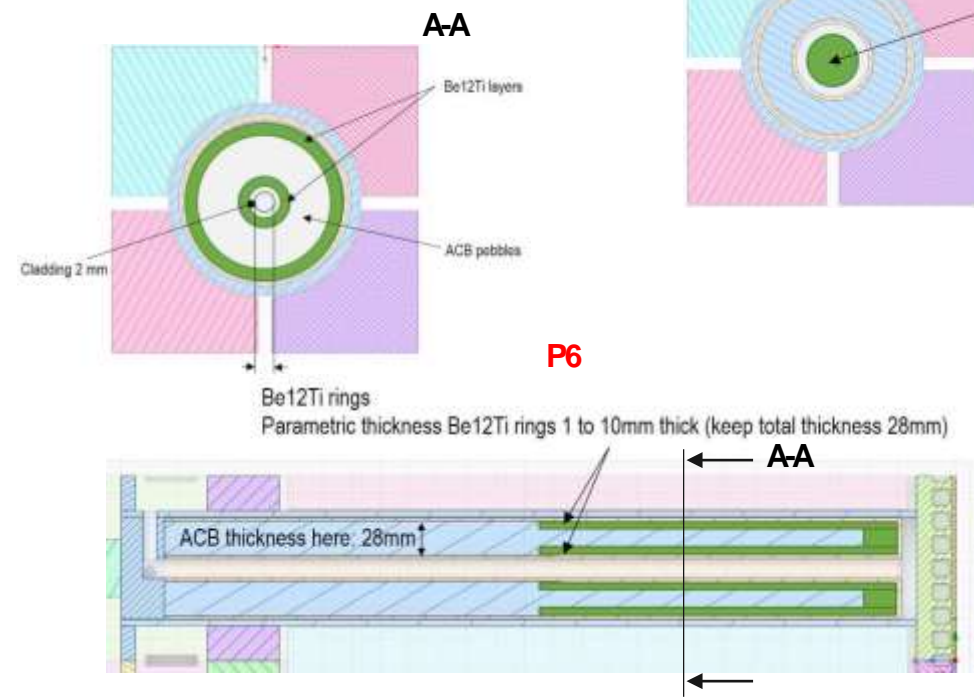 A-A
Be12Ti layers
ACB pebbles
Cladding 2 mm
P6
Be12Ti rings
Parametric thickness Be12Ti rings 1 to 10mm thick (keep total thickness 28mm)
A-A
ACB thickness here: 28mm